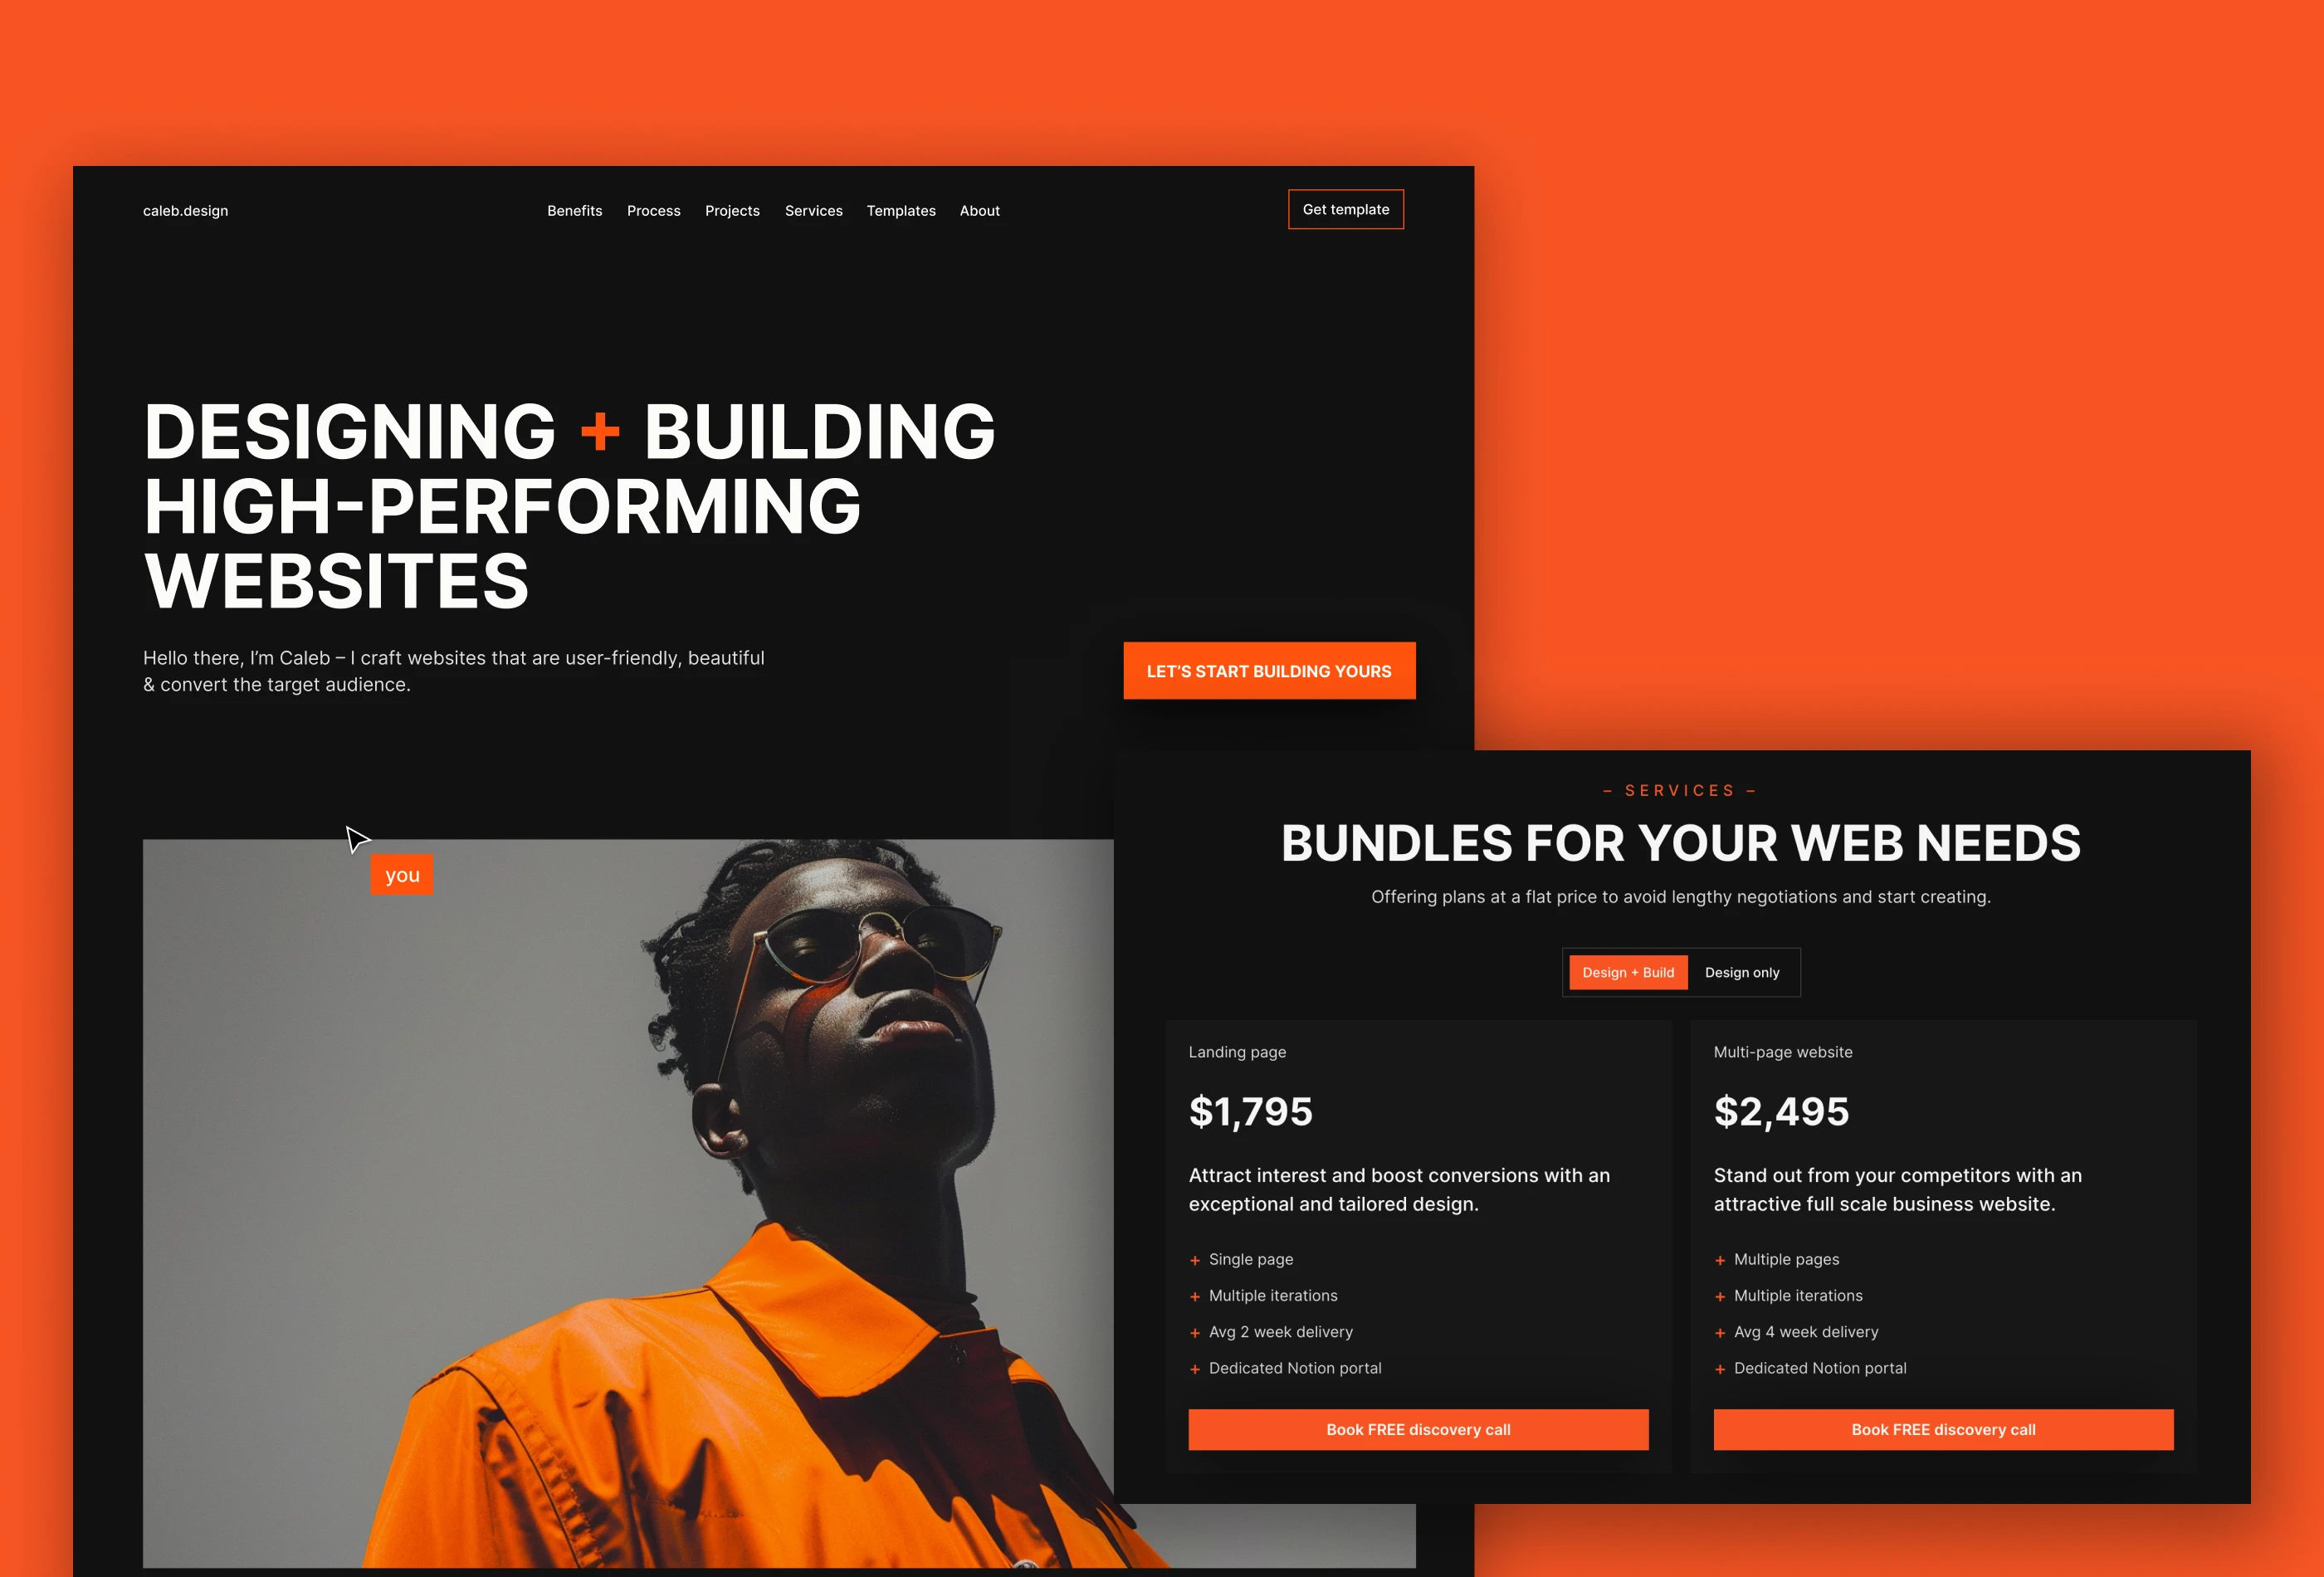 caleb.design
Benefits Process Projects Services Templates About
Get template
DESIGNING + BUILDING
HIGH-PERFORMING
WEBSITES
Hello there, I’m Caleb – I craft websites that are user-friendly, beautiful
& convert the target audience.
LET’S START BUILDING YOURS
you
– SERVICES –
BUNDLES FOR YOUR WEB NEEDS
Offering plans at a flat price to avoid lengthy negotiations and start creating.
Design + Build Design only
Landing page
$1,795
Attract interest and boost conversions with an
exceptional and tailored design.
+ Single page
+ Multiple iterations
+ Avg 2 week delivery
+ Dedicated Notion portal
Book FREE discovery call
Multi-page website
$2,495
Stand out from your competitors with an
attractive full scale business website.
+ Multiple pages
+ Multiple iterations
+ Avg 4 week delivery
+ Dedicated Notion portal
Book FREE discovery call